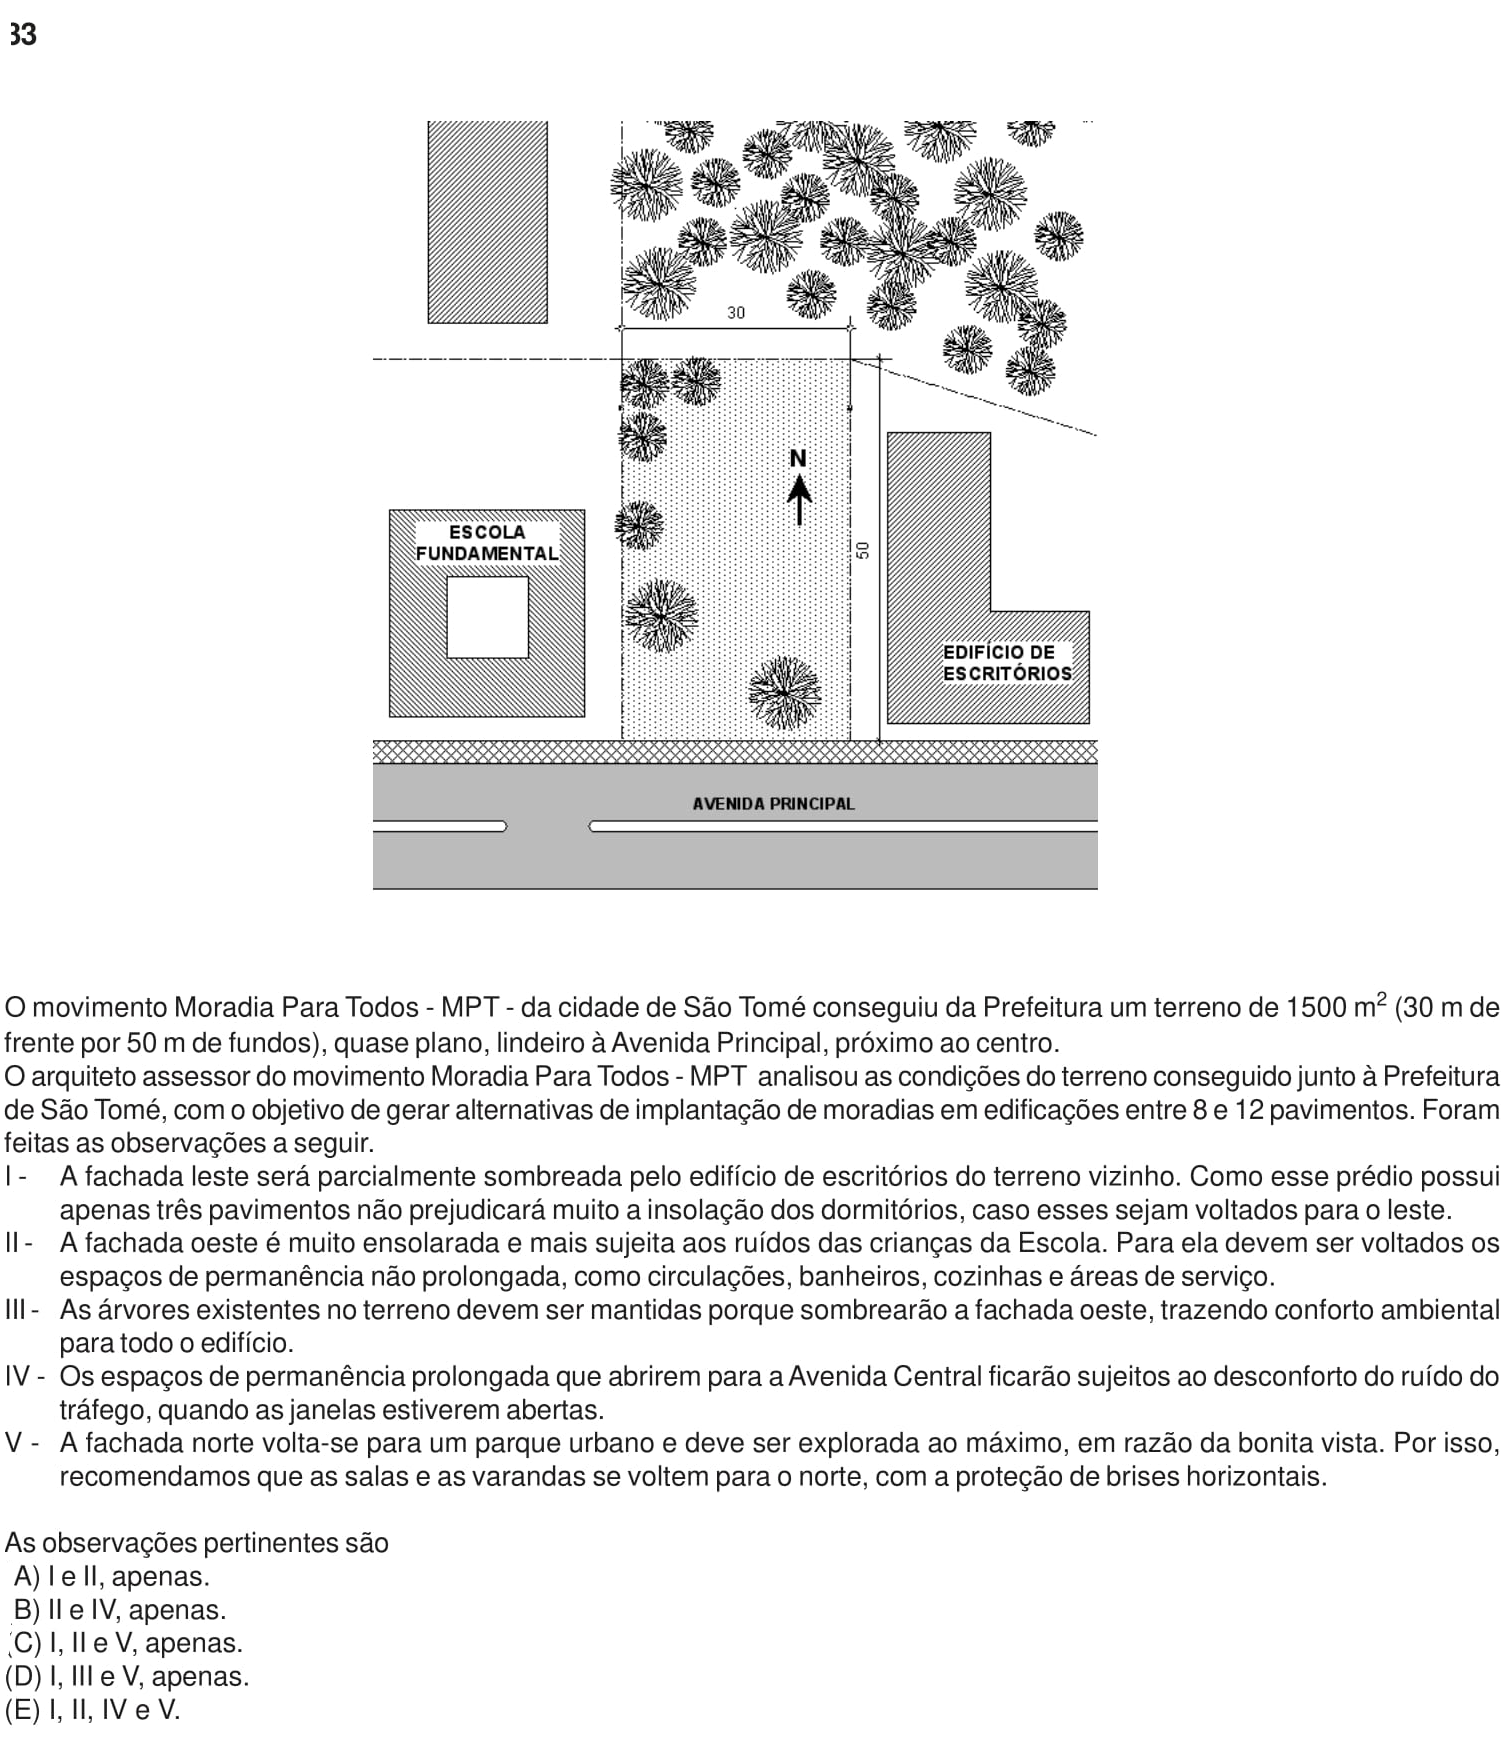 33
30
N
50
ESCOLA
FUNDAMENTAL
EDIFÍCIO DE
ESCRITÓRIOS
AVENIDA PRINCIPAL
O movimento Moradia Para Todos - MPT - da cidade de São Tomé conseguiu da Prefeitura um terreno de 1500 m² (30 m de
frente por 50 m de fundos), quase plano, lindeiro à Avenida Principal, próximo ao centro.
O arquiteto assessor do movimento Moradia Para Todos - MPT analisou as condições do terreno conseguido junto à Prefeitura
de São Tomé, com o objetivo de gerar alternativas de implantação de moradias em edificações entre 8 e 12 pavimentos. Foram
feitas as observações a seguir.
I - A fachada leste será parcialmente sombreada pelo edifício de escritórios do terreno vizinho. Como esse prédio possui
apenas três pavimentos não prejudicará muito a insolação dos dormitórios, caso esses sejam voltados para o leste.
II - A fachada oeste é muito ensolarada e mais sujeita aos ruídos das crianças da Escola. Para ela devem ser voltados os
espaços de permanência não prolongada, como circulações, banheiros, cozinhas e áreas de serviço.
III - As árvores existentes no terreno devem ser mantidas porque sombrearão a fachada oeste, trazendo conforto ambiental
para todo o edifício.
IV - Os espaços de permanência prolongada que abrirem para a Avenida Central ficarão sujeitos ao desconforto do ruído do
tráfego, quando as janelas estiverem abertas.
V - A fachada norte volta-se para um parque urbano e deve ser explorada ao máximo, em razão da bonita vista. Por isso,
recomendamos que as salas e as varandas se voltem para o norte, com a proteção de brises horizontais.
As observações pertinentes são
A) I e II, apenas.
B) II e IV, apenas.
(C) I, II e V, apenas.
(D) I, III e V, apenas.
(E) I, II, IV e V.